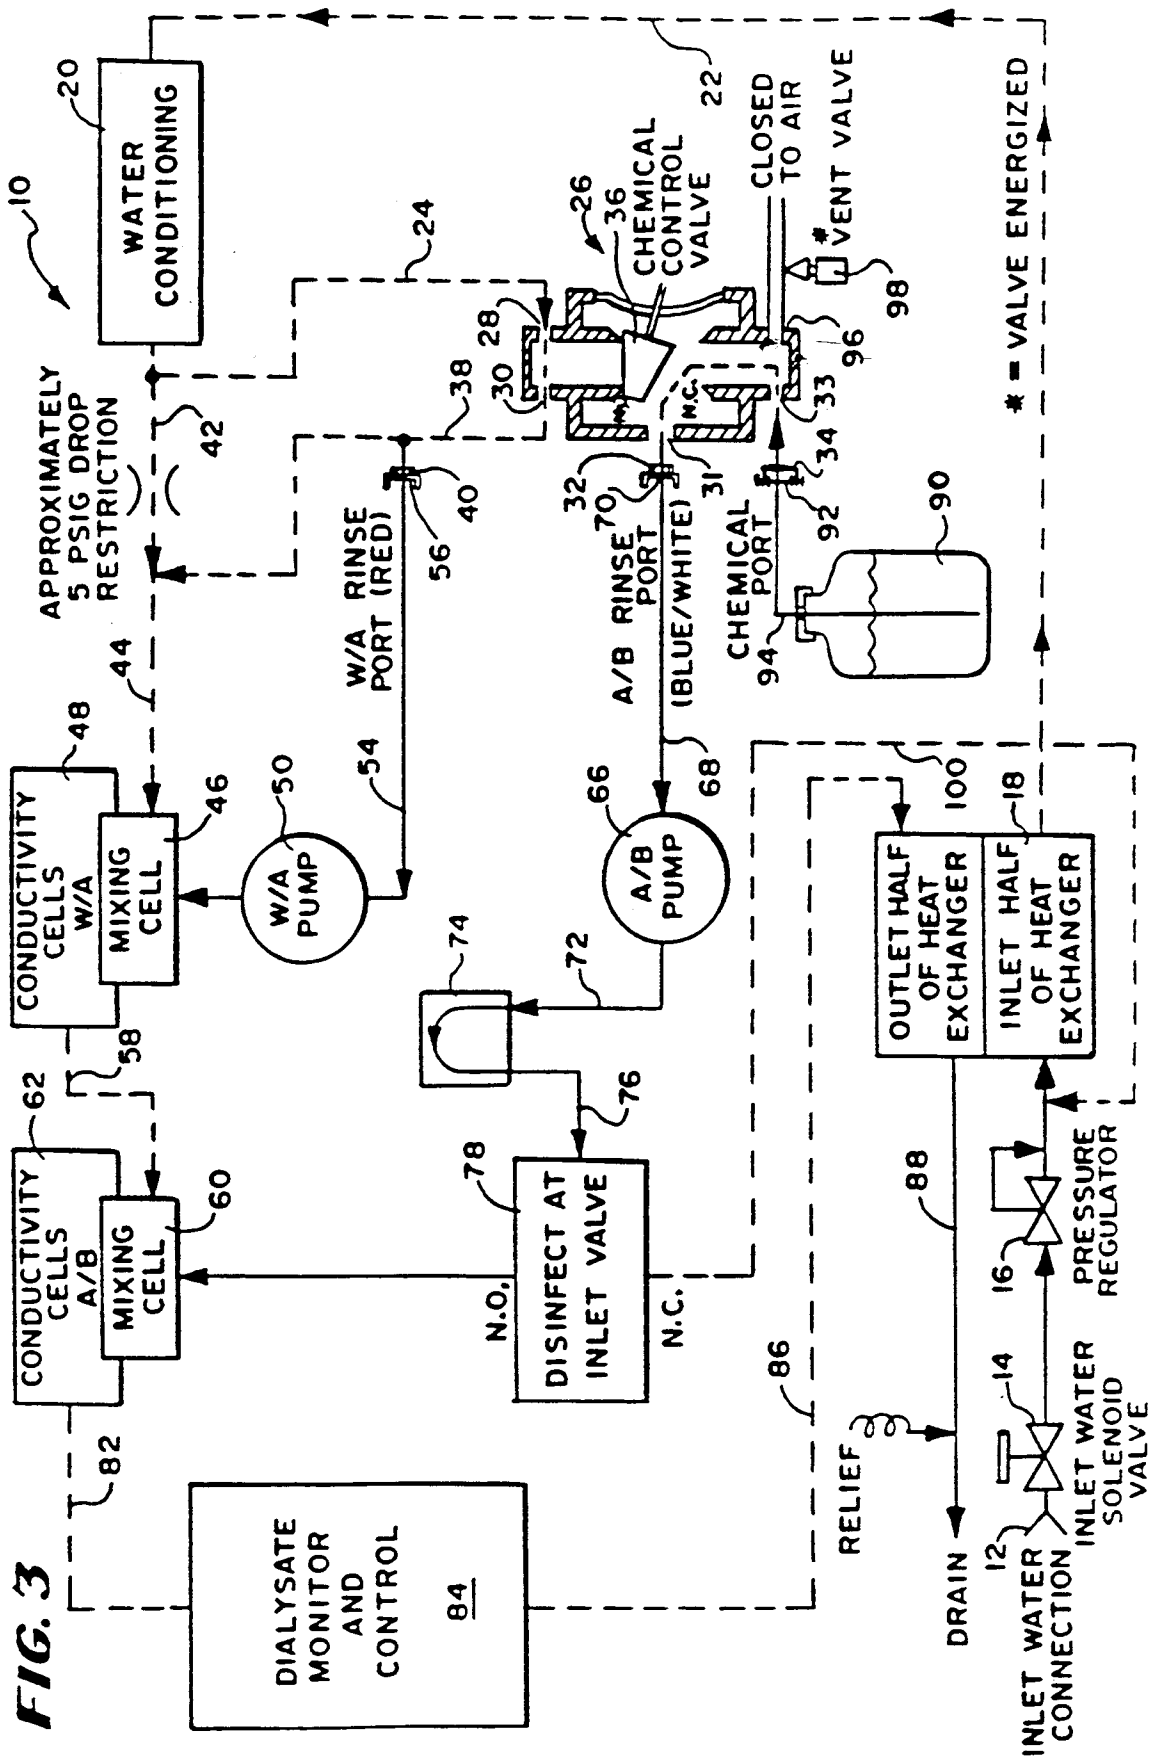 FIG. 3
10
20
WATER
CONDITIONING
22
24
APPROXIMATELY
5 PSIG DROP
RESTRICTION
42
44
38
28
30
26
36
CHEMICAL
CONTROL
VALVE
CLOSED
TO AIR
* VENT VALVE
98
96
33
34
N.C.
32
70
31
40
56
W/A RINSE
PORT (RED)
54
A/B RINSE
PORT
(BLUE/WHITE)
68
CHEMICAL
PORT
92
94
90
* = VALVE ENERGIZED
CONDUCTIVITY
CELLS
W/A
48
MIXING
CELL
46
50
W/A
PUMP
66
A/B
PUMP
58
72
74
76
CONDUCTIVITY
CELLS
A/B
62
MIXING
CELL
60
78
DISINFECT AT
INLET VALVE
N.O.
N.C.
82
DIALYSATE
MONITOR
AND
CONTROL
84
86
100
OUTLET HALF
OF HEAT
EXCHANGER
INLET HALF
OF HEAT
EXCHANGER
18
88
RELIEF
DRAIN
PRESSURE
REGULATOR
16
14
INLET WATER
SOLENOID
VALVE
12
INLET WATER
CONNECTION